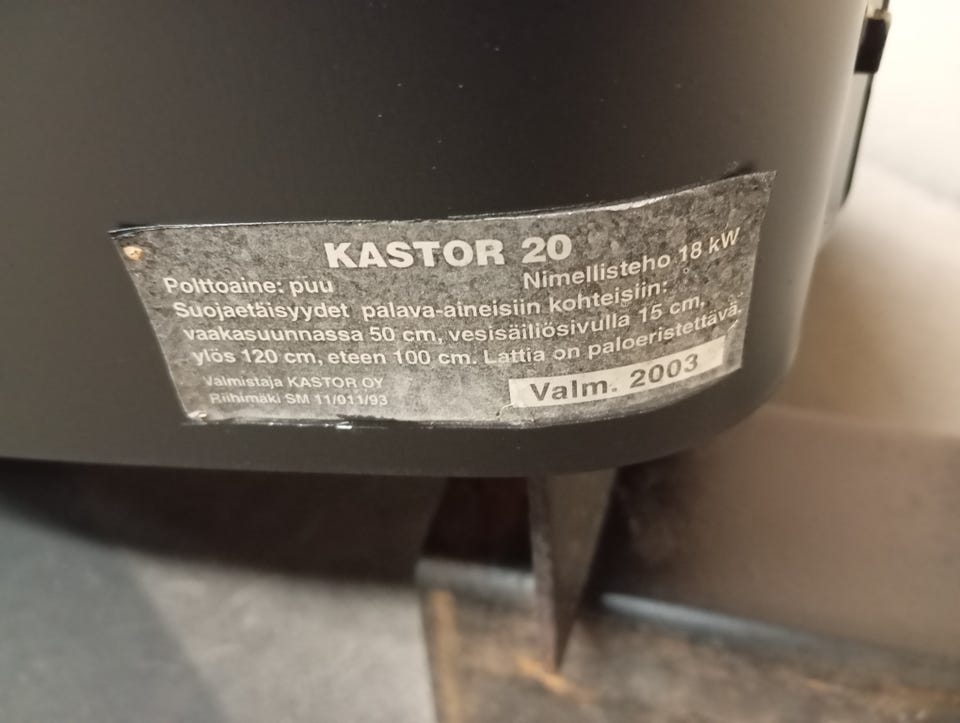 KASTOR 20
Polttoaine: puu Nimellisteho 18 kW
Suojaetäisyydet palava-aineisiin kohteisiin:
vaakasuunnassa 50 cm, vesisäiliösivulla 15 cm,
ylös 120 cm, eteen 100 cm. Lattia on paloeristettävä.
Valmistaja KASTOR OY
Riihimäki SM 11/011/93
Valm. 2003